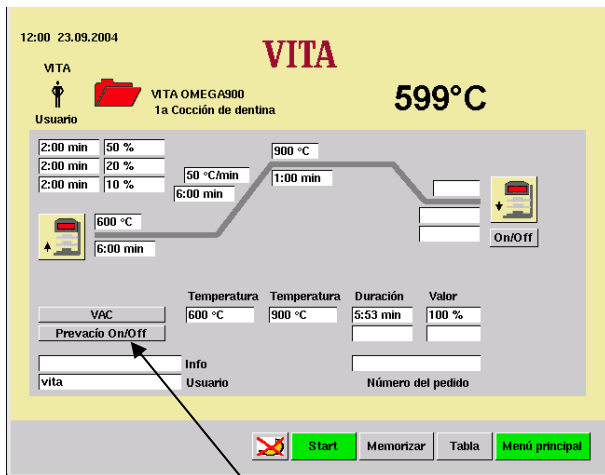 12:00 23.09.2004
VITA
VITA
Usuario
VITA OMEGA900
1a Cocción de dentina
599°C
2:00 min 50 %
2:00 min 20 %
2:00 min 10 %
50 °C/min
6:00 min
900 °C
1:00 min
600 °C
6:00 min
On/Off
Temperatura Temperatura Duración Valor
VAC 600 °C 900 °C 5:53 min 100 %
Prevacío On/Off
Info
vita Usuario Número del pedido
Start Memorizar Tabla Menú principal